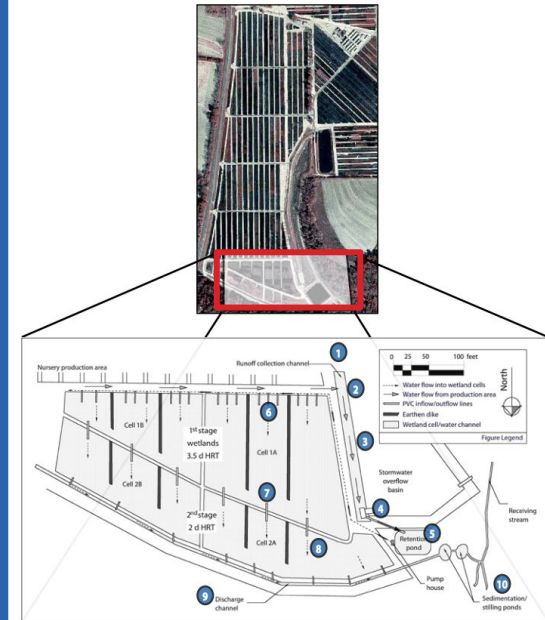 1
Nursery production area
Runoff collection channel
2
0 25 50 100 feet
Water flow into wetland cells
Water flow from production area
PVC inflow/outflow lines
Earthen dike
Wetland cell/water channel
North
Figure Legend
6
Cell 1B
1st stage
wetlands
3.5 d HRT
Cell 1A
3
Stormwater
overflow
basin
4
Cell 2B
7
2nd stage
2 d HRT
Cell 2A
8
5
Retention
pond
Receiving
stream
Pump
house
9
Discharge
channel
10
Sedimentation/
stilling ponds